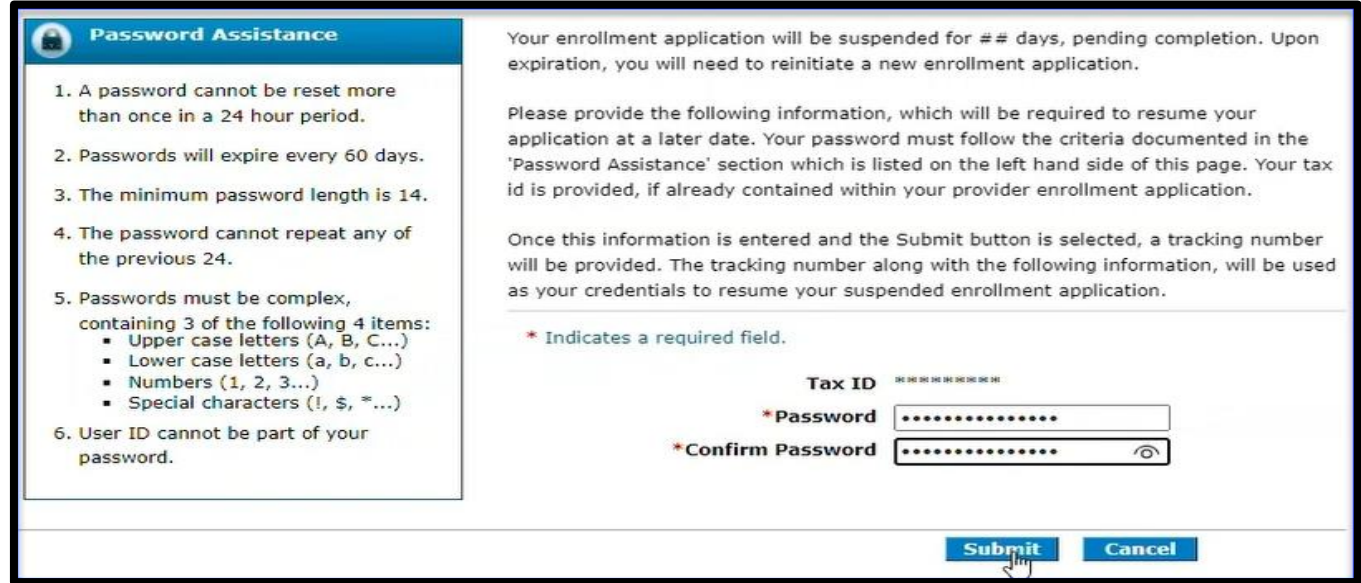 Password Assistance
1. A password cannot be reset more
than once in a 24 hour period.
2. Passwords will expire every 60 days.
3. The minimum password length is 14.
4. The password cannot repeat any of
the previous 24.
5. Passwords must be complex,
containing 3 of the following 4 items:
▪ Upper case letters (A, B, C...)
▪ Lower case letters (a, b, c...)
▪ Numbers (1, 2, 3...)
▪ Special characters (!, $, *...)
6. User ID cannot be part of your
password.
Your enrollment application will be suspended for ## days, pending completion. Upon
expiration, you will need to reinitiate a new enrollment application.
Please provide the following information, which will be required to resume your
application at a later date. Your password must follow the criteria documented in the
'Password Assistance' section which is listed on the left hand side of this page. Your tax
id is provided, if already contained within your provider enrollment application.
Once this information is entered and the Submit button is selected, a tracking number
will be provided. The tracking number along with the following information, will be used
as your credentials to resume your suspended enrollment application.
* Indicates a required field.
Tax ID *********
*Password •••••••••••••••
*Confirm Password •••••••••••••••
Submit Cancel